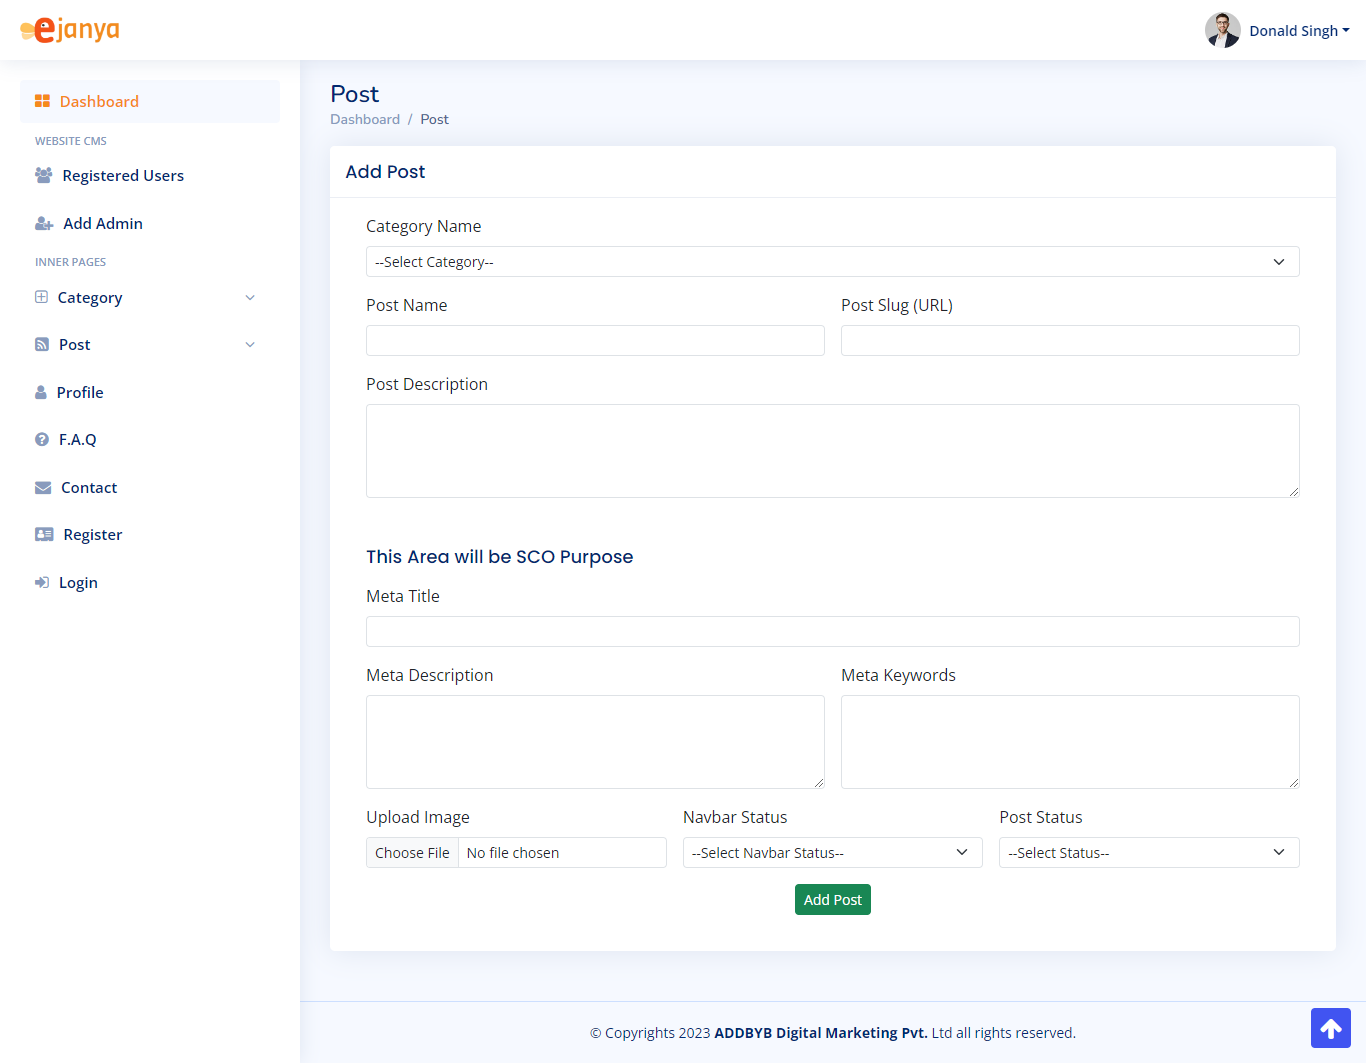 ejanya
Donald Singh
Dashboard
WEBSITE CMS
Registered Users
Add Admin
INNER PAGES
Category
Post
Profile
F.A.Q
Contact
Register
Login
Post
Dashboard / Post
Add Post
Category Name
--Select Category--
Post Name
Post Slug (URL)
Post Description
This Area will be SCO Purpose
Meta Title
Meta Description
Meta Keywords
Upload Image
Navbar Status
Post Status
Choose File No file chosen
--Select Navbar Status--
--Select Status--
Add Post
© Copyrights 2023 ADDBYB Digital Marketing Pvt. Ltd all rights reserved.